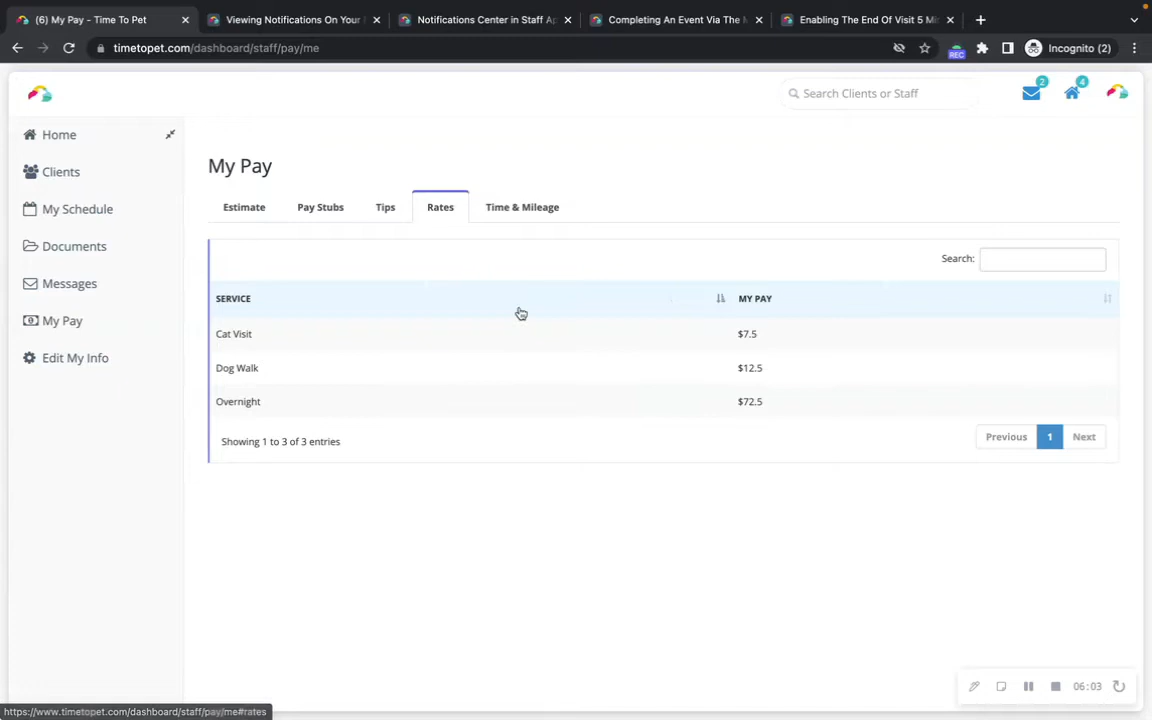 (6) My Pay - Time To Pet
Viewing Notifications On Your
Notifications Center in Staff Ap
Completing An Event Via The M
Enabling The End Of Visit 5 Mi
timetopet.com/dashboard/staff/pay/me
REC
Incognito (2)
Search Clients or Staff
2
4
Home
Clients
My Schedule
Documents
Messages
My Pay
Edit My Info
My Pay
Estimate
Pay Stubs
Tips
Rates
Time & Mileage
Search:
SERVICE
MY PAY
Cat Visit
$7.5
Dog Walk
$12.5
Overnight
$72.5
Showing 1 to 3 of 3 entries
Previous
1
Next
06:03
https://www.timetopet.com/dashboard/staff/pay/me#rates